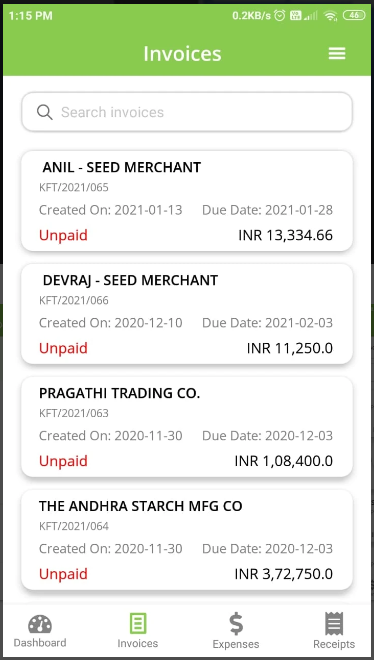 1:15 PM 0.2KB/s 46
Invoices
Search invoices
ANIL - SEED MERCHANT
KFT/2021/065
Created On: 2021-01-13 Due Date: 2021-01-28
Unpaid INR 13,334.66
DEVRAJ - SEED MERCHANT
KFT/2021/066
Created On: 2020-12-10 Due Date: 2021-02-03
Unpaid INR 11,250.0
PRAGATHI TRADING CO.
KFT/2021/063
Created On: 2020-11-30 Due Date: 2020-12-03
Unpaid INR 1,08,400.0
THE ANDHRA STARCH MFG CO
KFT/2021/064
Created On: 2020-11-30 Due Date: 2020-12-03
Unpaid INR 3,72,750.0
Dashboard Invoices Expenses Receipts